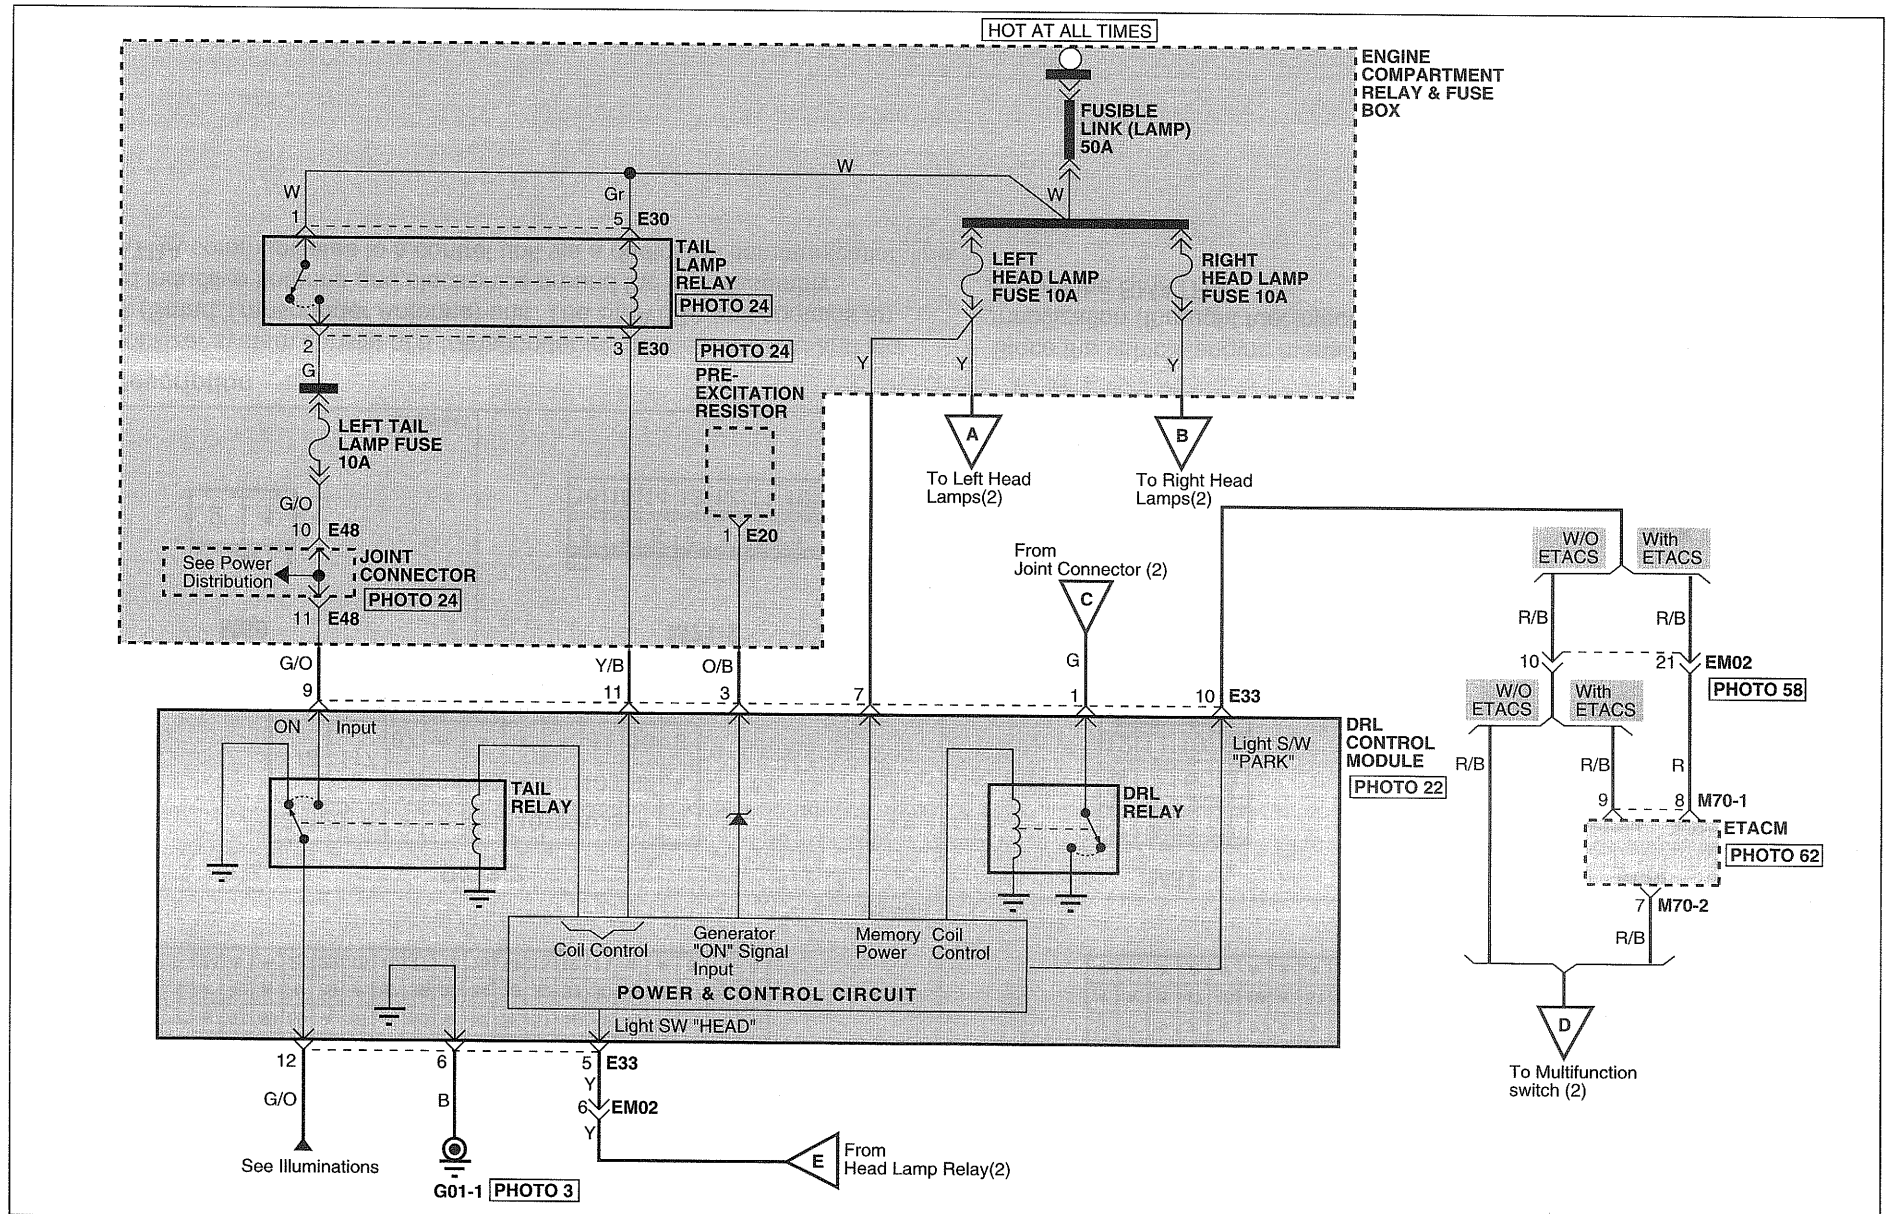 HOT AT ALL TIMES
ENGINE
COMPARTMENT
RELAY & FUSE
BOX
FUSIBLE
LINK (LAMP)
50A
W
W
Gr
W
1
5
E30
TAIL
LAMP
RELAY
PHOTO 24
LEFT
HEAD LAMP
FUSE 10A
RIGHT
HEAD LAMP
FUSE 10A
2
3
E30
G
PHOTO 24
PRE-
EXCITATION
RESISTOR
Y
Y
Y
LEFT TAIL
LAMP FUSE
10A
A
B
To Left Head
Lamps(2)
To Right Head
Lamps(2)
G/O
10
E48
1
E20
See Power
Distribution
JOINT
CONNECTOR
PHOTO 24
11
E48
From
Joint Connector (2)
C
W/O
ETACS
With
ETACS
R/B
R/B
G/O
Y/B
O/B
G
10
21
EM02
PHOTO 58
9
11
3
7
1
10
E33
W/O
ETACS
With
ETACS
ON
Input
Light S/W
"PARK"
DRL
CONTROL
MODULE
PHOTO 22
R/B
R/B
R
TAIL
RELAY
DRL
RELAY
9
8
M70-1
ETACM
PHOTO 62
7
M70-2
R/B
Coil Control
Generator
"ON" Signal
Input
Memory
Power
Coil
Control
POWER & CONTROL CIRCUIT
Light SW "HEAD"
D
To Multifunction
switch (2)
12
6
5
E33
G/O
B
Y
6
EM02
Y
See Illuminations
E
From
Head Lamp Relay(2)
G01-1
PHOTO 3